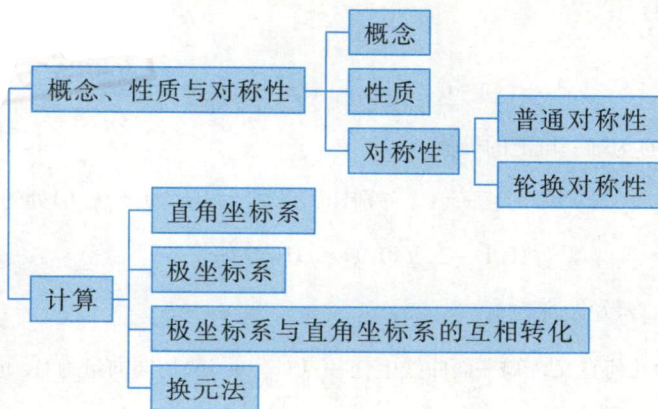 概念
概念、性质与对称性
性质
对称性
普通对称性
轮换对称性
计算
直角坐标系
极坐标系
极坐标系与直角坐标系的互相转化
换元法